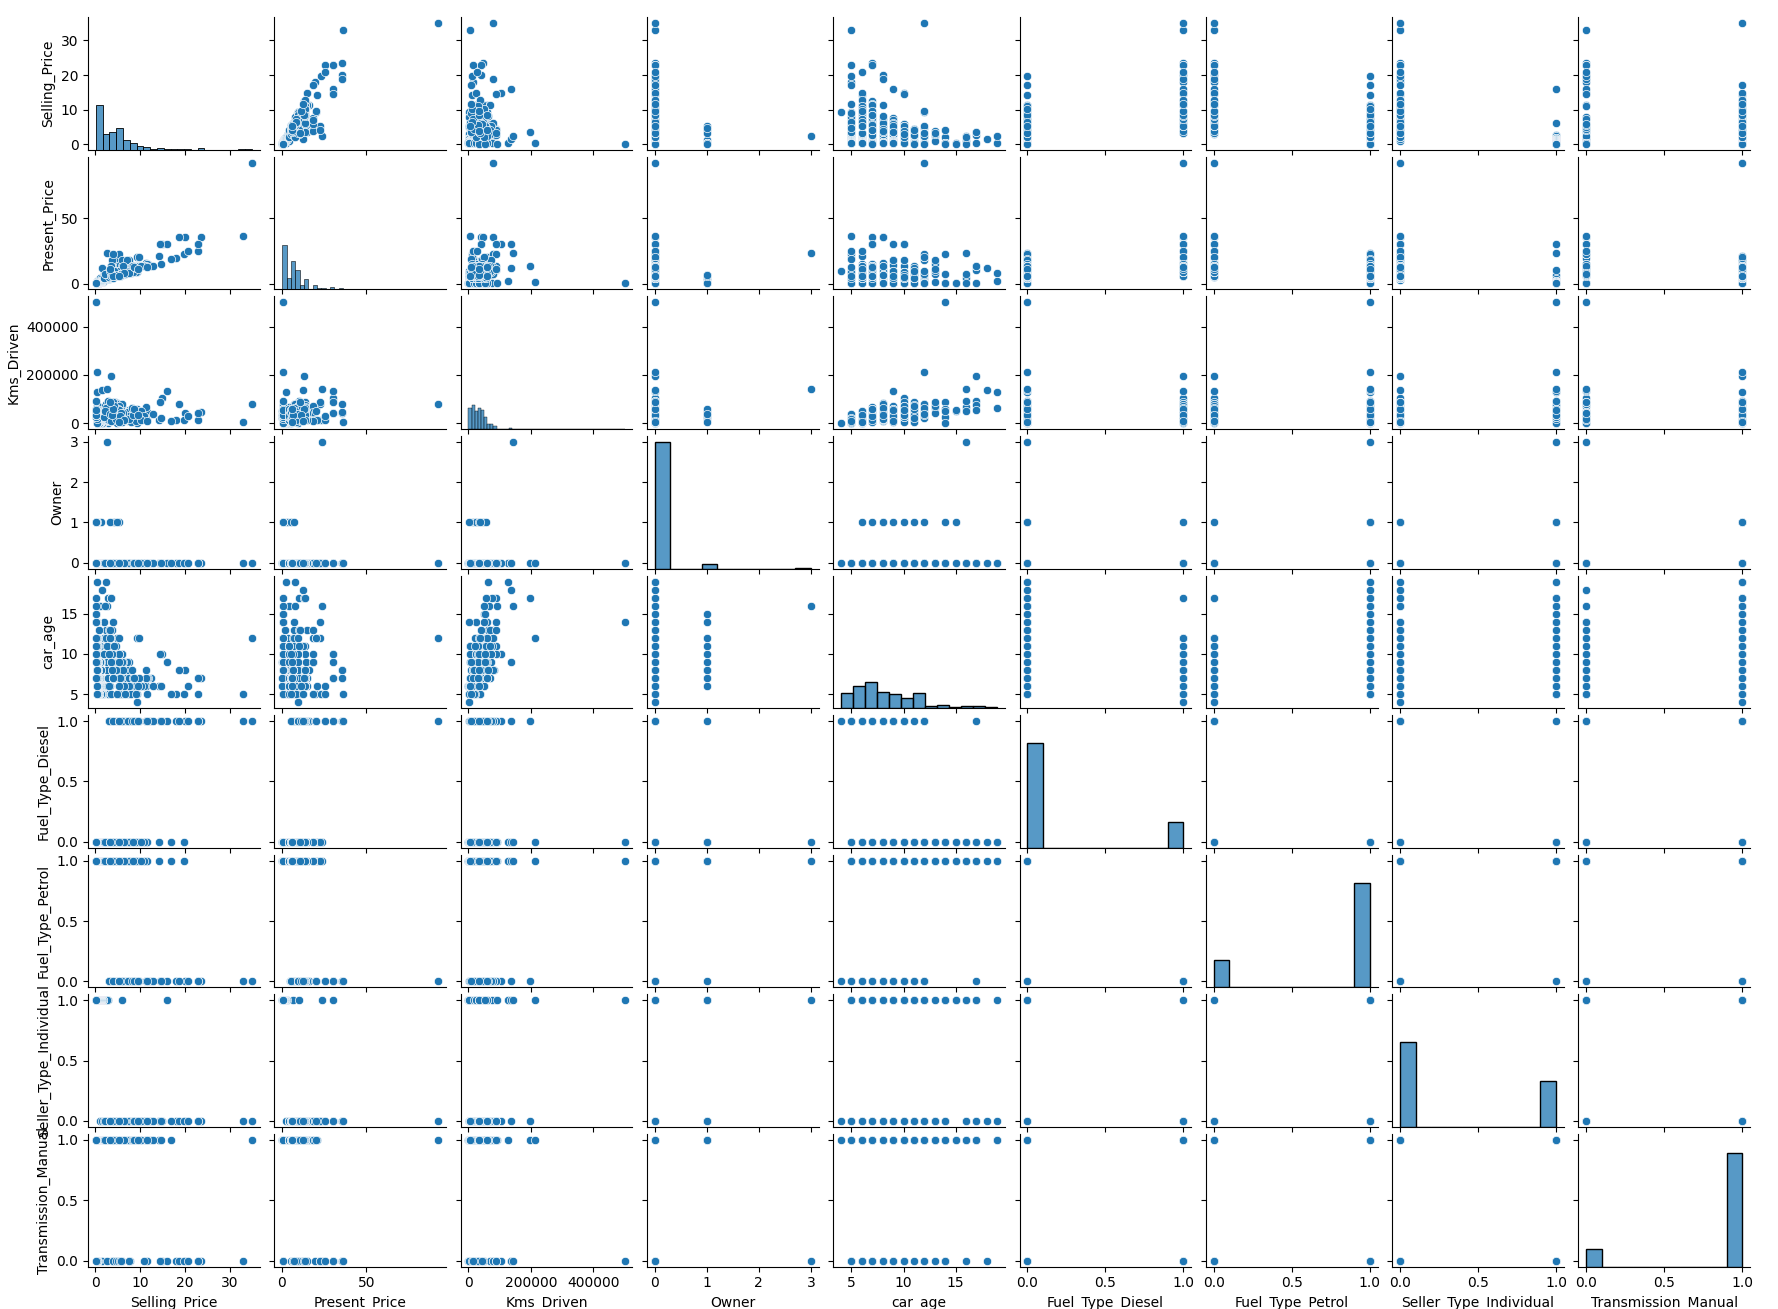 Selling_Price
30
20
10
0
Present_Price
50
0
Kms_Driven
400000
200000
0
Owner
3
2
1
0
car_age
15
10
5
Fuel_Type_Diesel
1.0
0.5
0.0
Fuel_Type_Petrol
1.0
0.5
0.0
Seller_Type_Individual
1.0
0.5
0.0
Transmission_Manual
1.0
0.5
0.0
0 10 20 30 0 50 0 200000 400000 0 1 2 3 5 10 15 0.0 0.5 1.0 0.0 0.5 1.0 0.0 0.5 1.0 0.0 0.5 1.0
Selling_Price Present_Price Kms_Driven Owner car_age Fuel_Type_Diesel Fuel_Type_Petrol Seller_Type_Individual Transmission_Manual